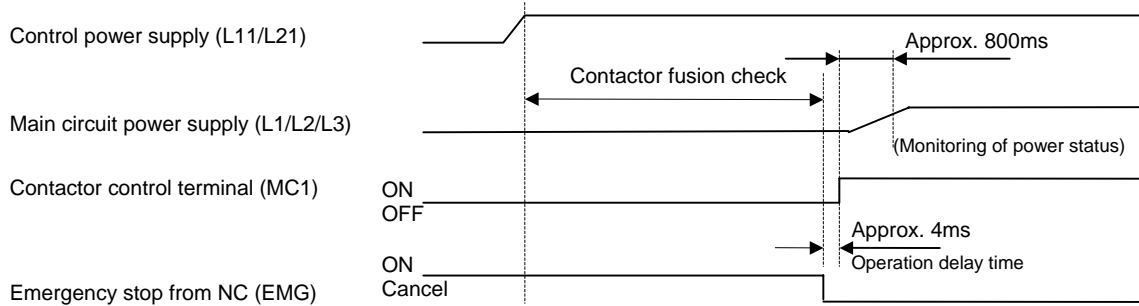 Control power supply (L11/L21)
Approx. 800ms
Contactor fusion check
Main circuit power supply (L1/L2/L3)
(Monitoring of power status)
Contactor control terminal (MC1)
ON
OFF
Approx. 4ms
Operation delay time
ON
Cancel
Emergency stop from NC (EMG)